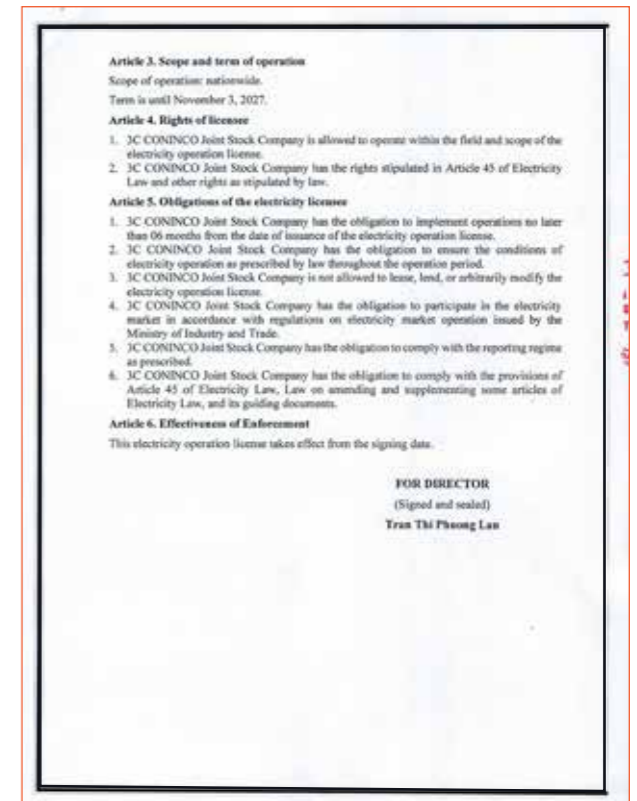 Article 3. Scope and term of operation
Scope of operation: nationwide.
Term is until November 3, 2027.
Article 4. Rights of licensee
1. 3C CONINCO Joint Stock Company is allowed to operate within the field and scope of the
electricity operation license.
2. 3C CONINCO Joint Stock Company has the rights stipulated in Article 45 of Electricity
Law and other rights as stipulated by law.
Article 5. Obligations of the electricity licensee
1. 3C CONINCO Joint Stock Company has the obligation to implement operations no later
than 06 months from the date of issuance of the electricity operation license.
2. 3C CONINCO Joint Stock Company has the obligation to ensure the conditions of
electricity operation as prescribed by law throughout the operation period.
3. 3C CONINCO Joint Stock Company is not allowed to lease, lend, or arbitrarily modify the
electricity operation license.
4. 3C CONINCO Joint Stock Company has the obligation to participate in the electricity
market in accordance with regulations on electricity market operation issued by the
Ministry of Industry and Trade.
5. 3C CONINCO Joint Stock Company has the obligation to comply with the reporting regime
as prescribed.
6. 3C CONINCO Joint Stock Company has the obligation to comply with the provisions of
Article 45 of Electricity Law, Law on amending and supplementing some articles of
Electricity Law, and its guiding documents.
Article 6. Effectiveness of Enforcement
This electricity operation license takes effect from the signing date.
FOR DIRECTOR
(Signed and sealed)
Tran Thi Phuong Lan